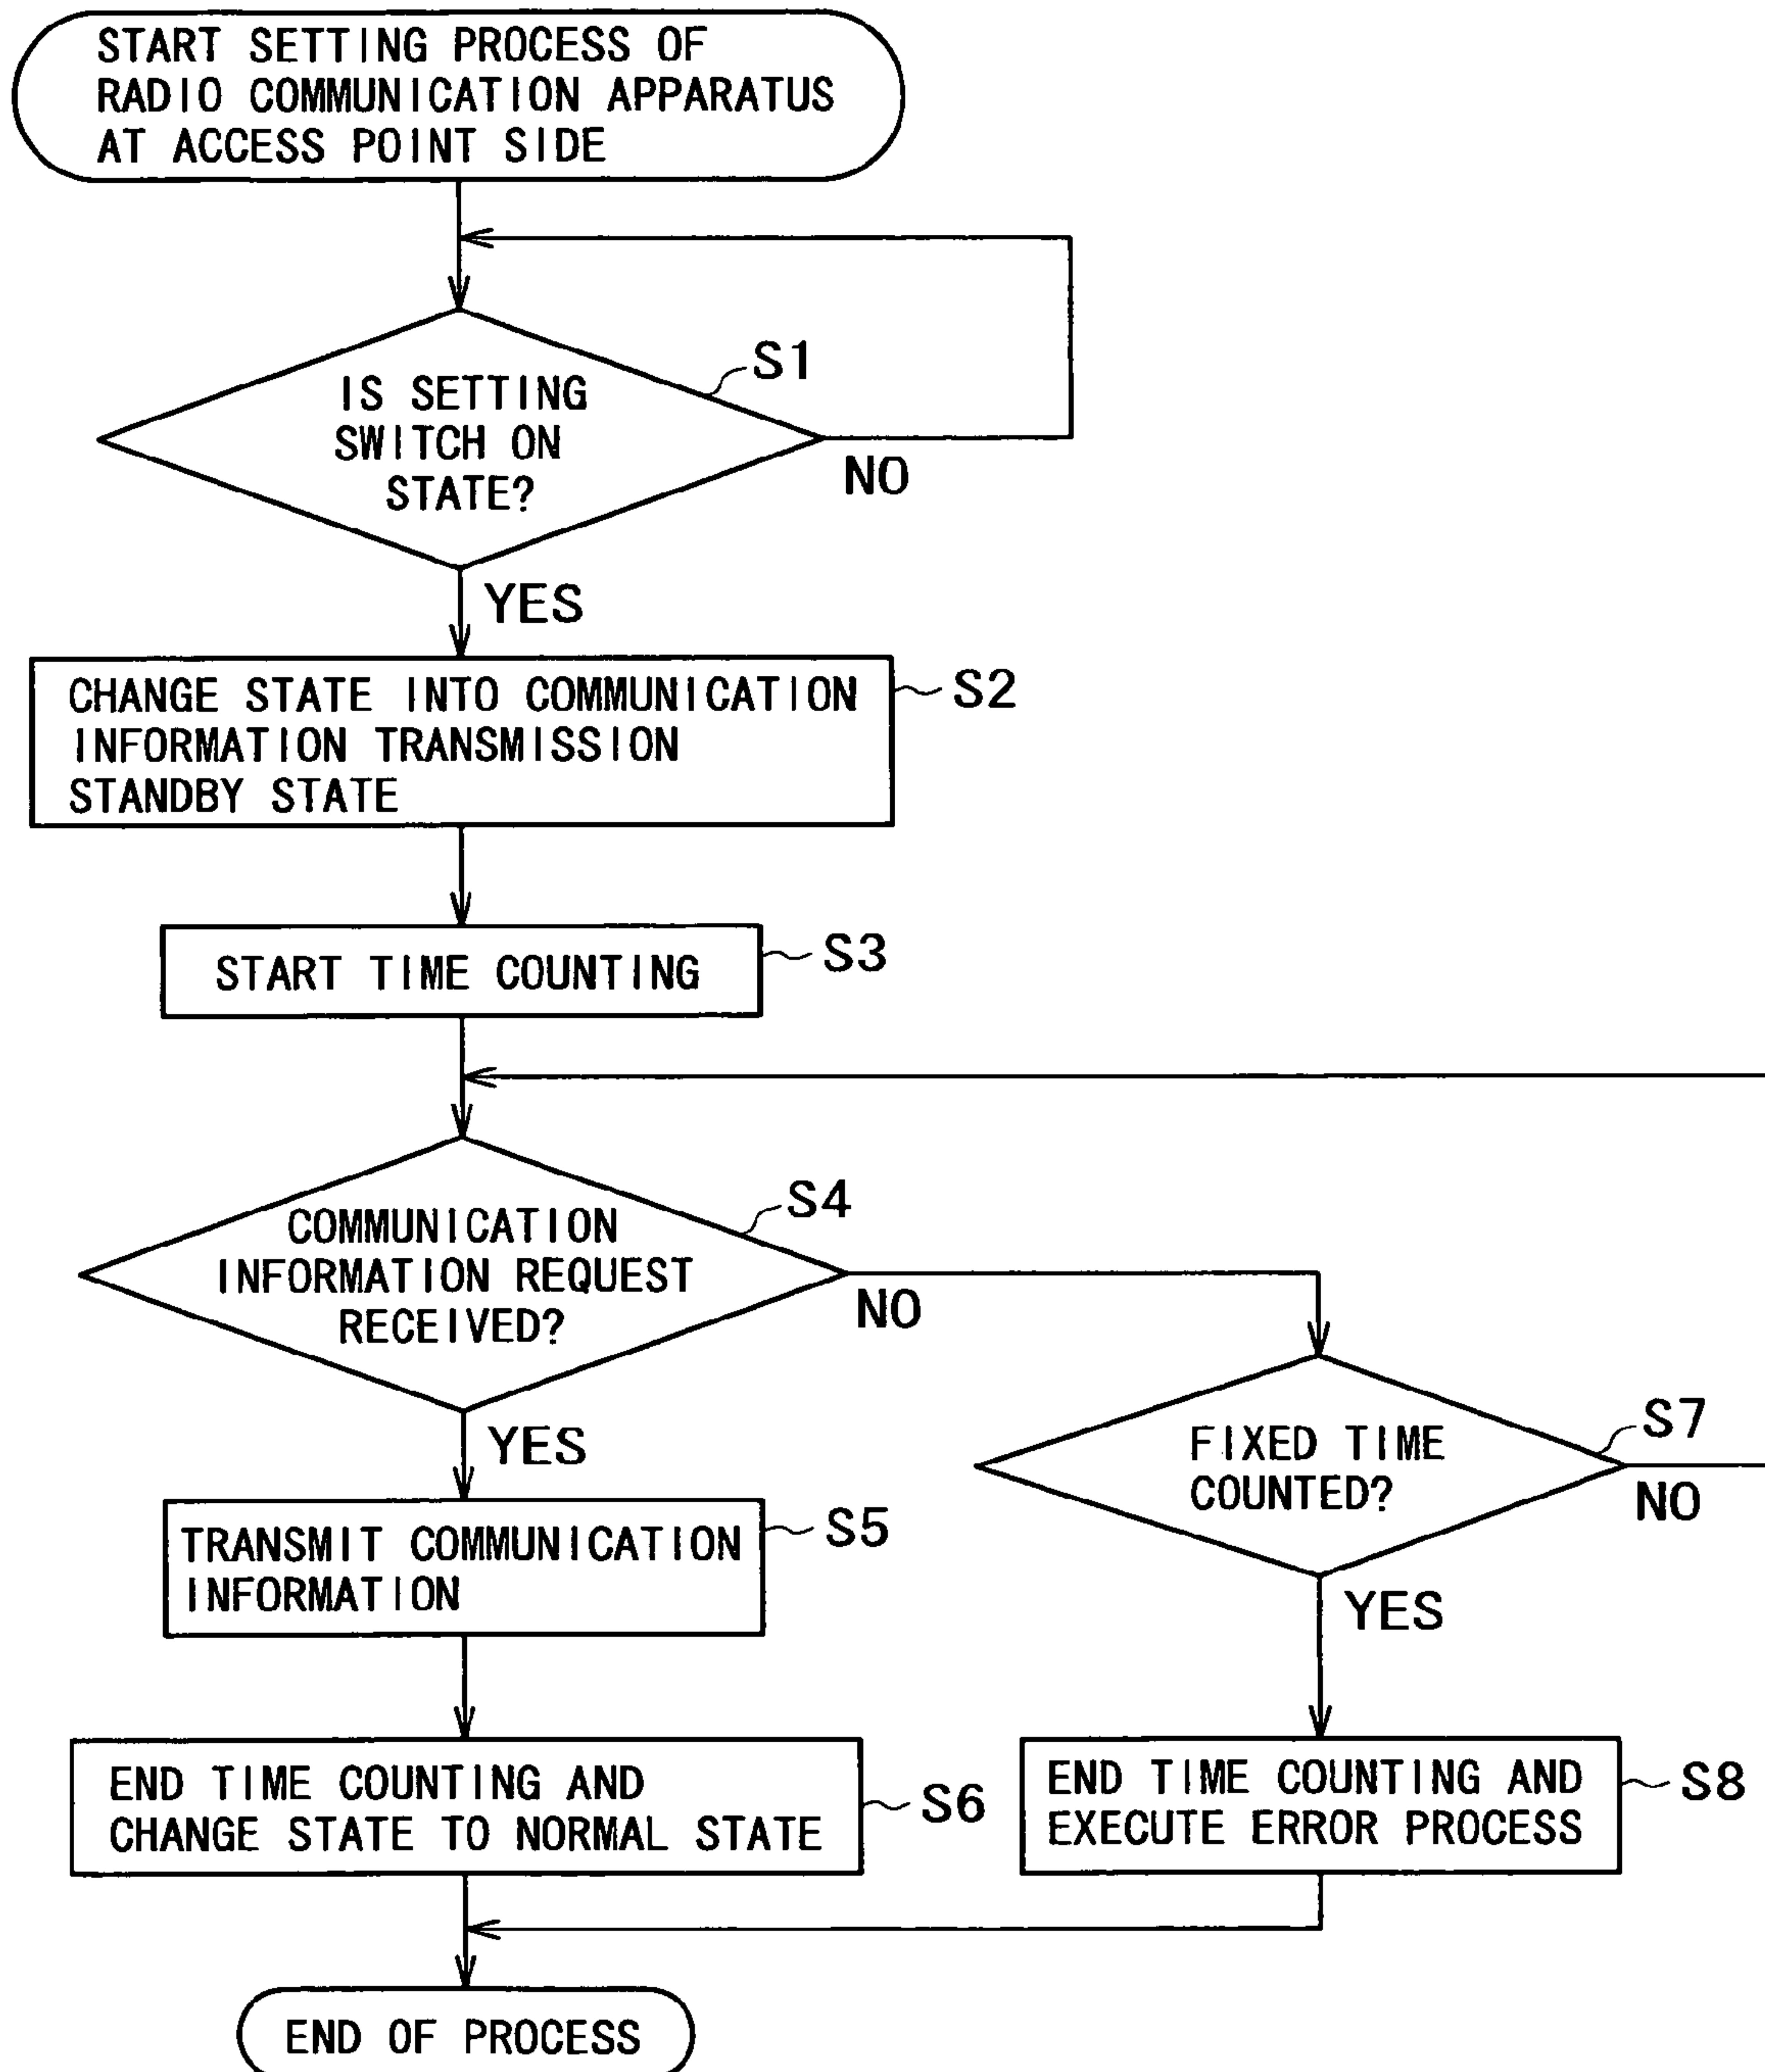 START SETTING PROCESS OF
RADIO COMMUNICATION APPARATUS
AT ACCESS POINT SIDE
S1
IS SETTING
SWITCH ON
STATE?
NO
YES
S2
CHANGE STATE INTO COMMUNICATION
INFORMATION TRANSMISSION
STANDBY STATE
S3
START TIME COUNTING
S4
COMMUNICATION
INFORMATION REQUEST
RECEIVED?
NO
YES
S7
FIXED TIME
COUNTED?
NO
YES
S5
TRANSMIT COMMUNICATION
INFORMATION
END TIME COUNTING AND
CHANGE STATE TO NORMAL STATE
S6
END TIME COUNTING AND
EXECUTE ERROR PROCESS
S8
END OF PROCESS